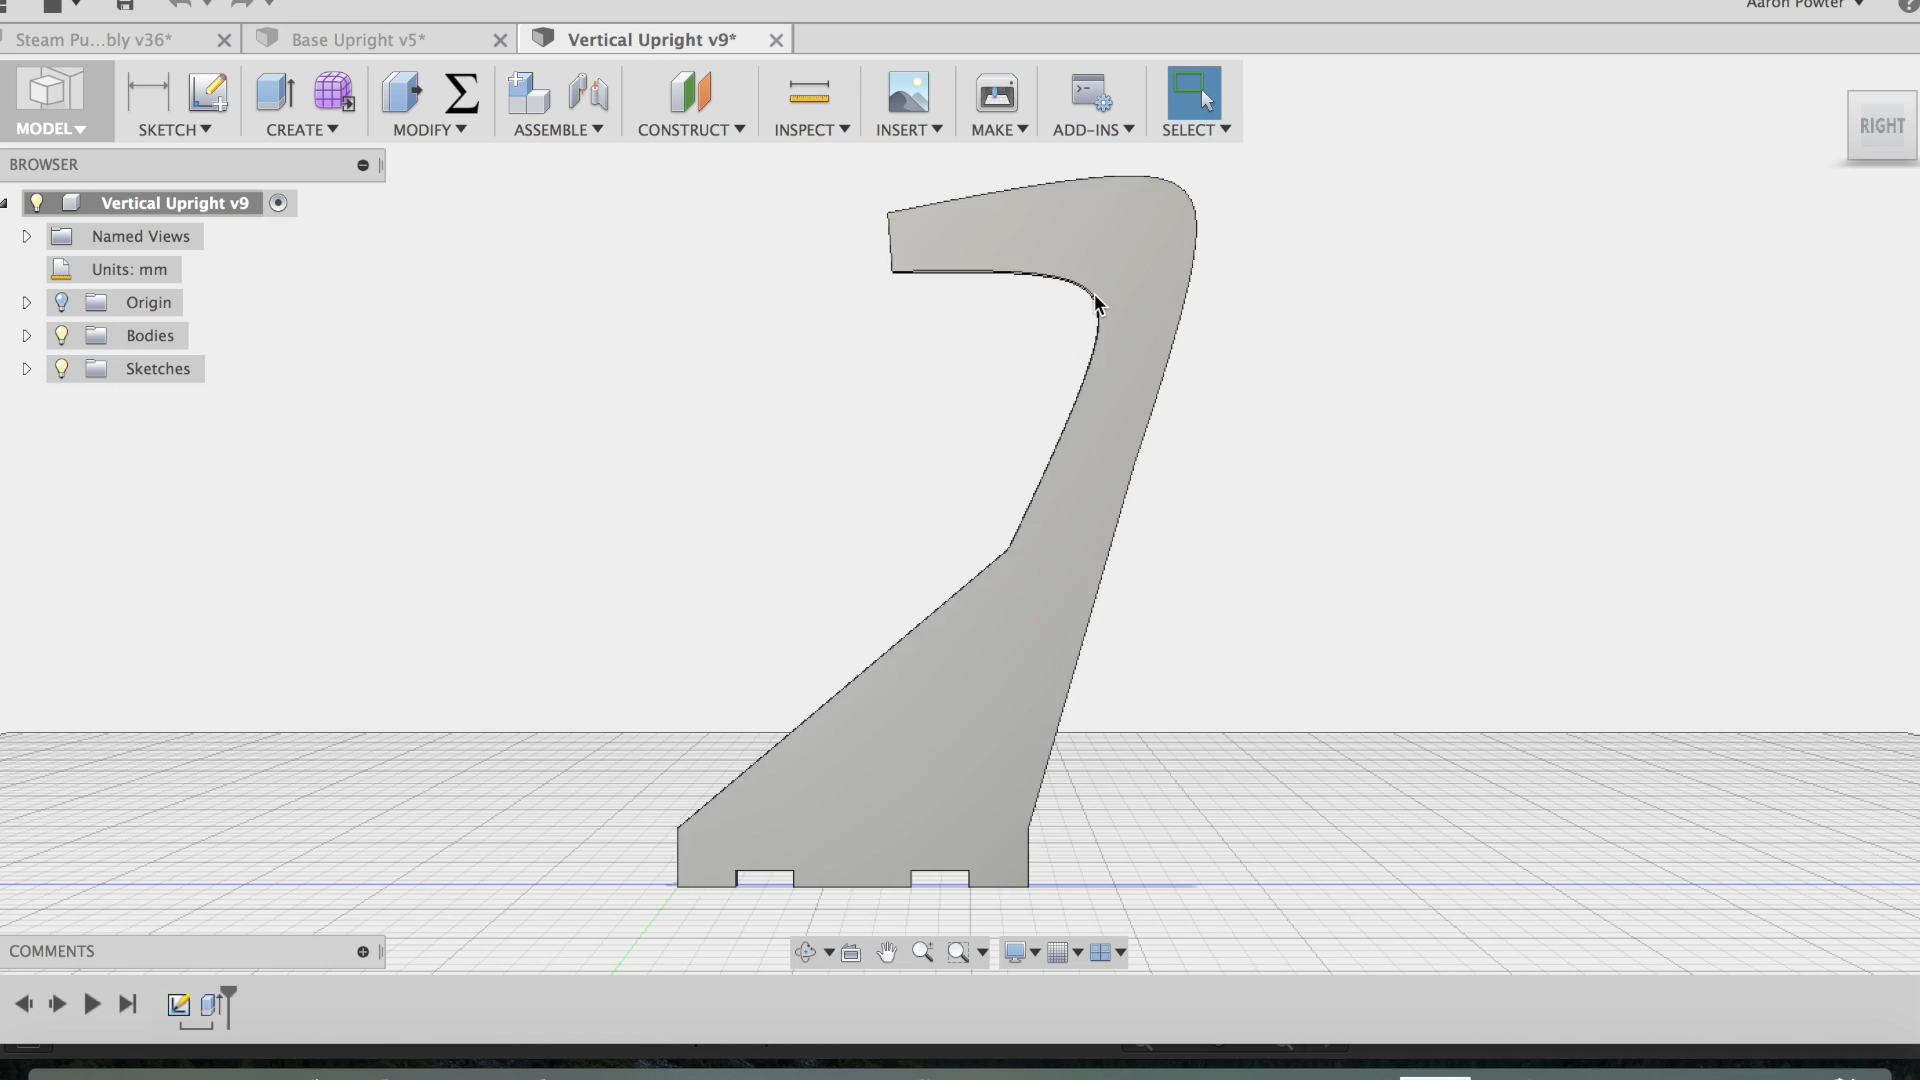 Aaron Powter
?
Steam Pu...bly v36*
Base Upright v5*
Vertical Upright v9*
MODEL
SKETCH
CREATE
MODIFY
ASSEMBLE
CONSTRUCT
INSPECT
INSERT
MAKE
ADD-INS
SELECT
RIGHT
BROWSER
Vertical Upright v9
Named Views
Units: mm
Origin
Bodies
Sketches
COMMENTS